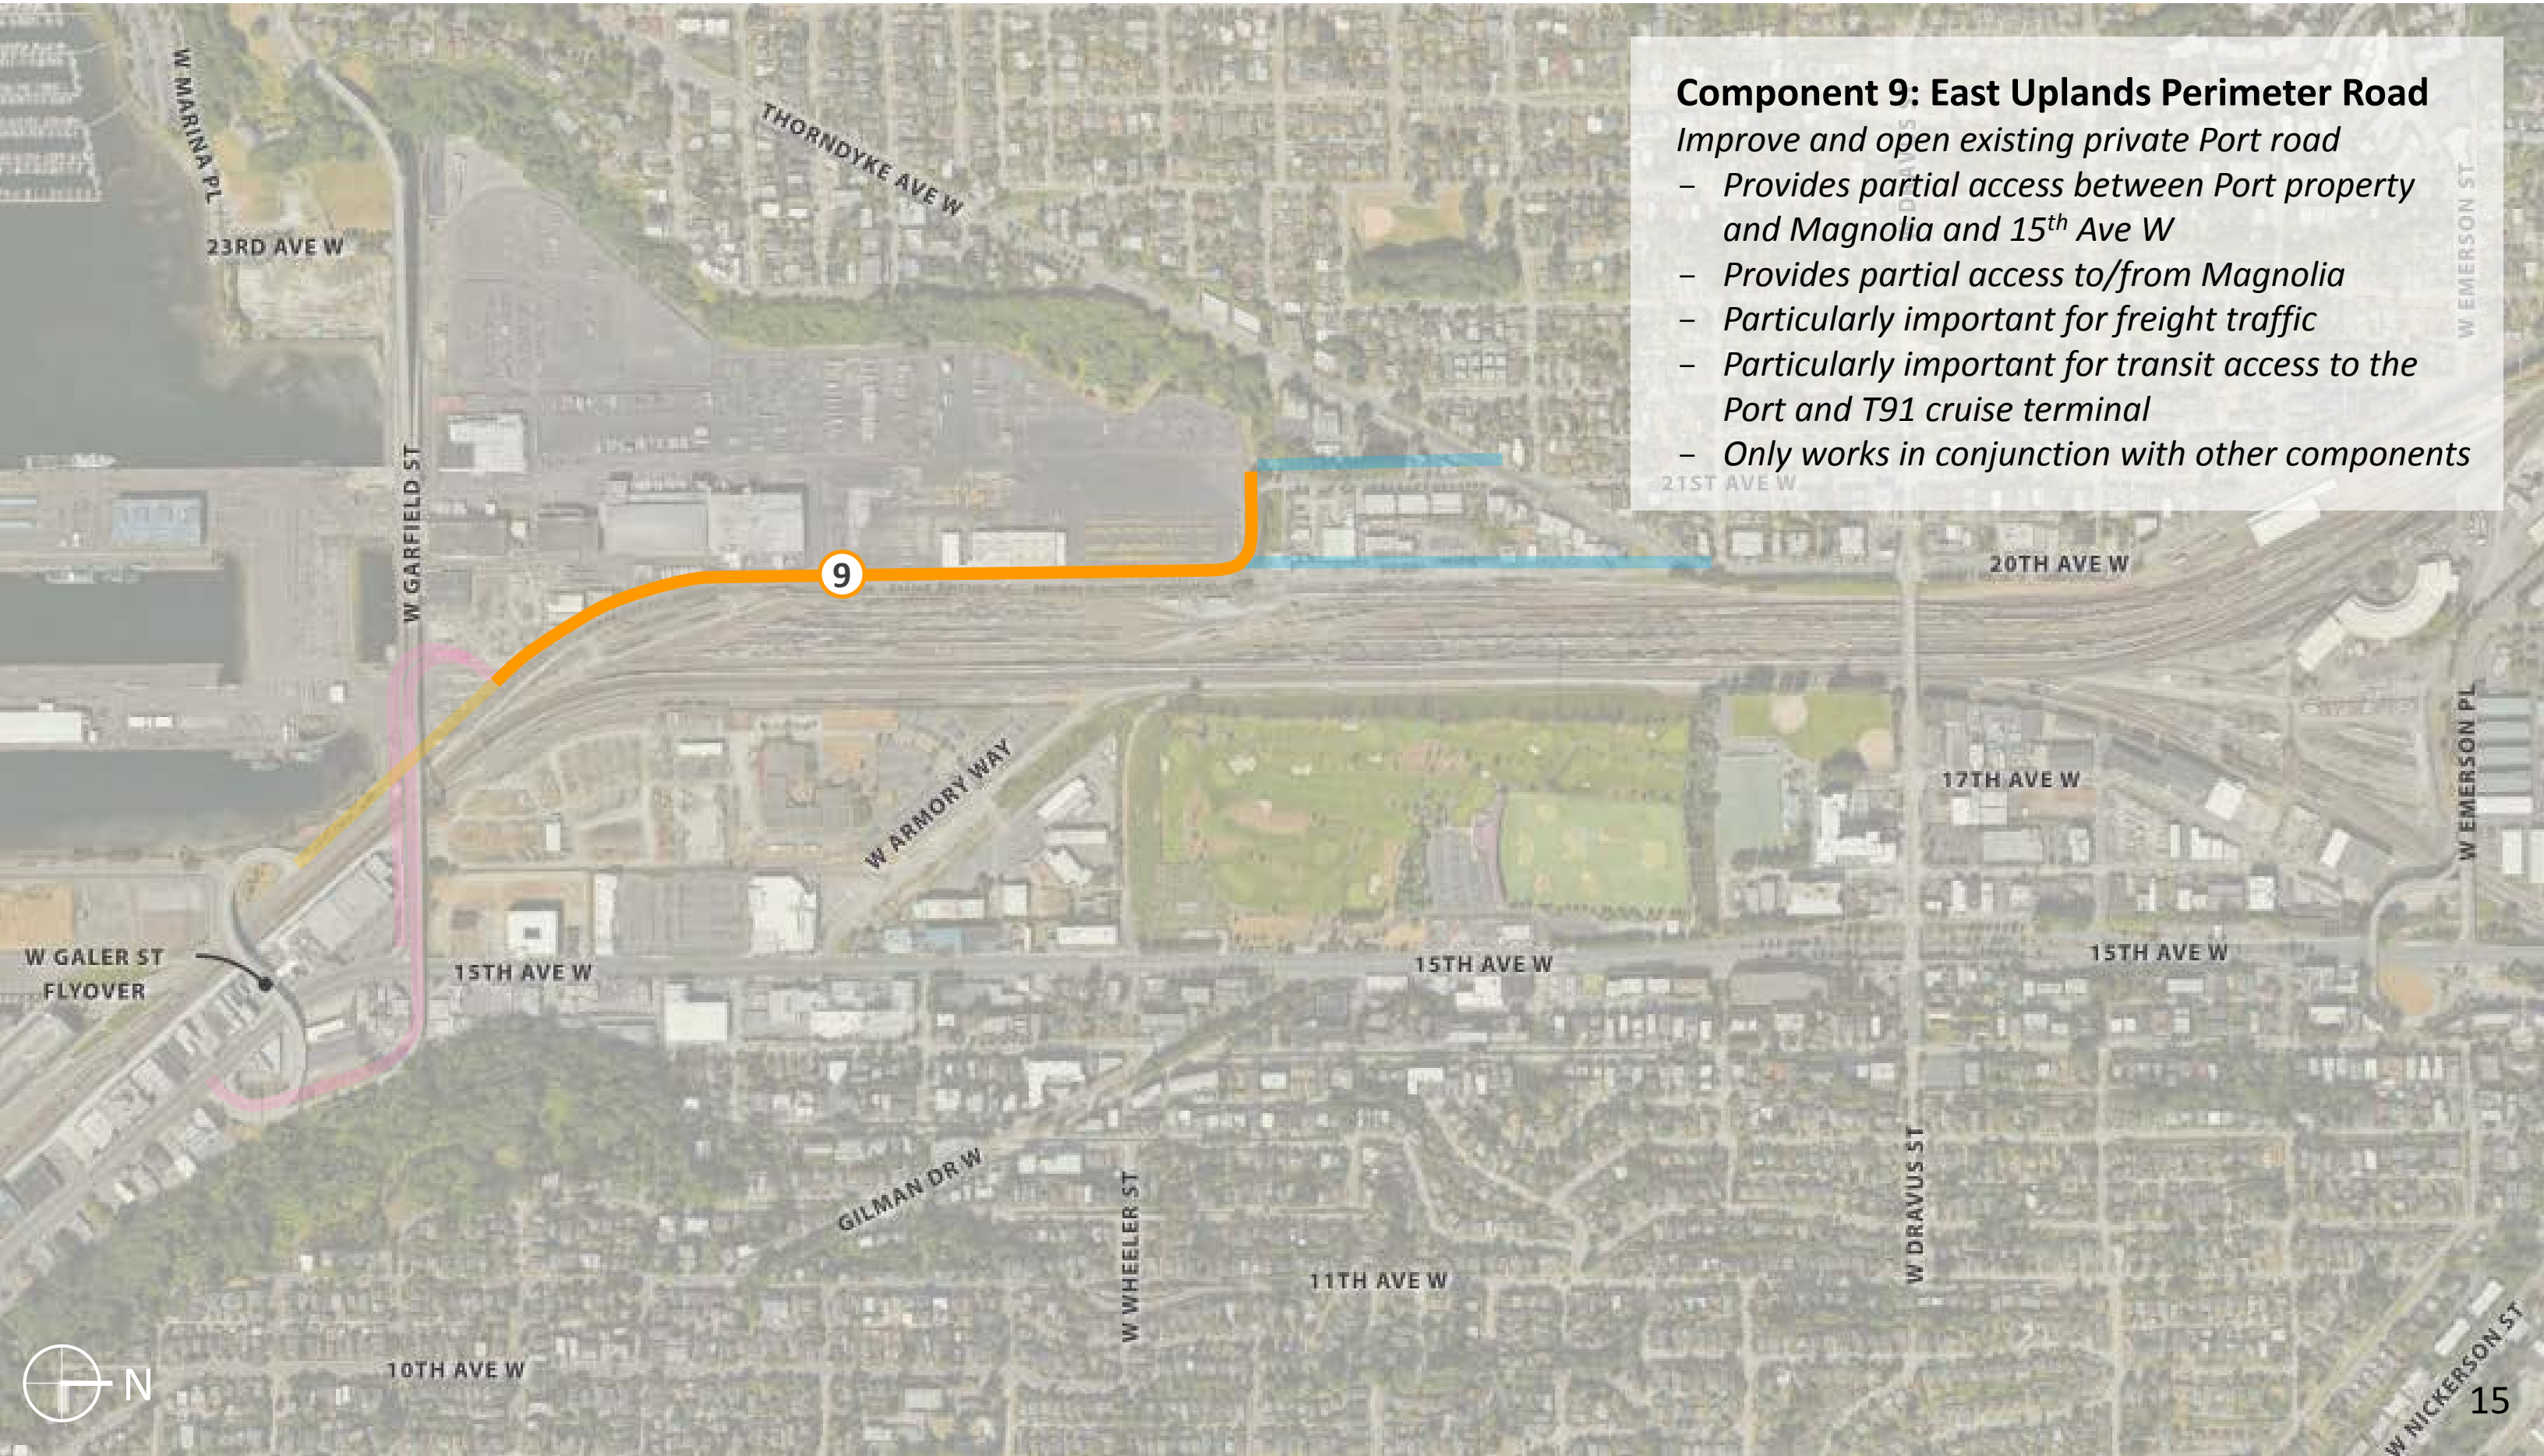 Component 9: East Uplands Perimeter Road
Improve and open existing private Port road
- Provides partial access between Port property
and Magnolia and 15th Ave W
- Provides partial access to/from Magnolia
- Particularly important for freight traffic
- Particularly important for transit access to the
Port and T91 cruise terminal
- Only works in conjunction with other components
W MARINA PL
THORNDYKE AVE W
23RD AVE W
W EMERSON ST
W GARFIELD ST
21ST AVE W
9
20TH AVE W
W ARMORY WAY
17TH AVE W
W EMERSON PL
W GALER ST
FLYOVER
15TH AVE W
15TH AVE W
15TH AVE W
GILMAN DR W
W WHEELER ST
W DRAVUS ST
11TH AVE W
10TH AVE W
W NICKERSON ST
N
15